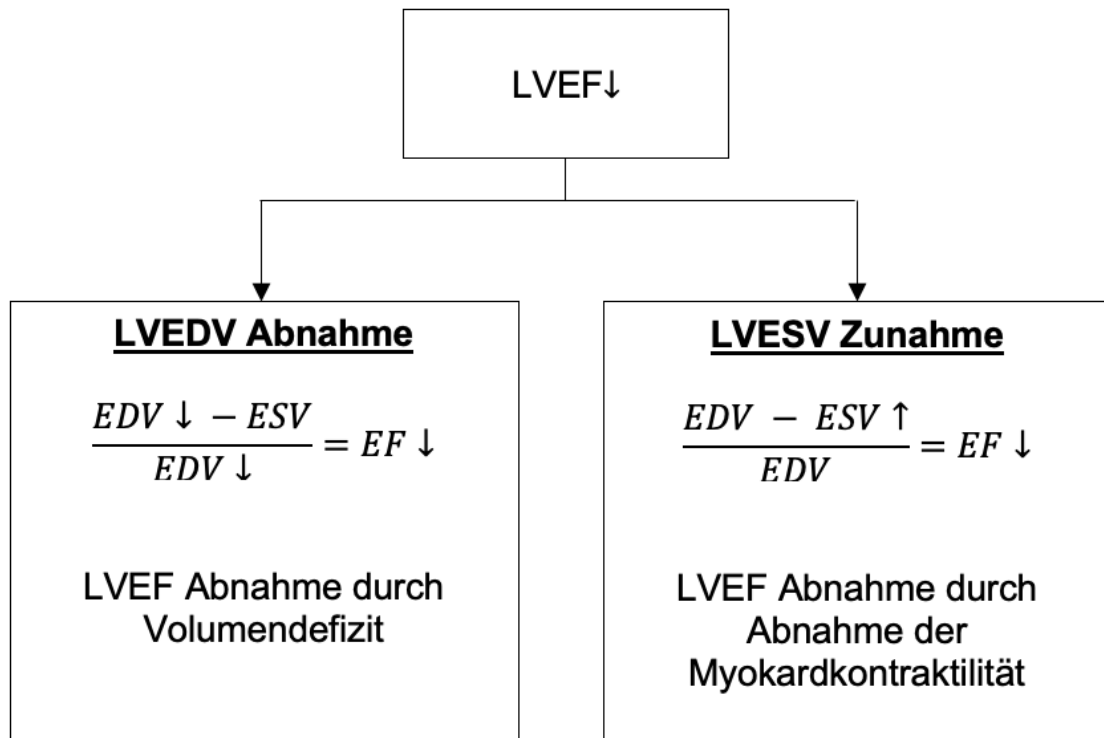 LVEF↓
LVEDV Abnahme
EDV ↓ − ESV
EDV ↓
= EF ↓
LVEF Abnahme durch
Volumendefizit
LVESV Zunahme
EDV − ESV ↑
EDV
= EF ↓
LVEF Abnahme durch
Abnahme der
Myokardkontraktilität